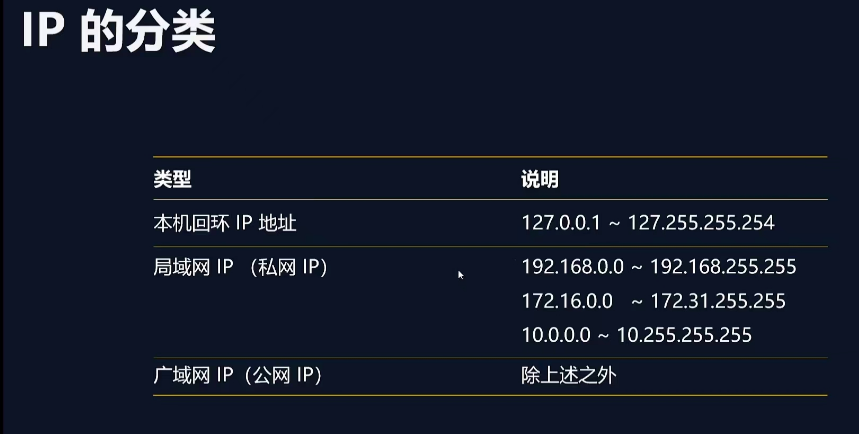 IP 的分类
类型 说明
本机回环 IP 地址 127.0.0.1 ~ 127.255.255.254
局域网 IP （私网 IP） 192.168.0.0 ~ 192.168.255.255
172.16.0.0 ~ 172.31.255.255
10.0.0.0 ~ 10.255.255.255
广域网 IP（公网 IP） 除上述之外